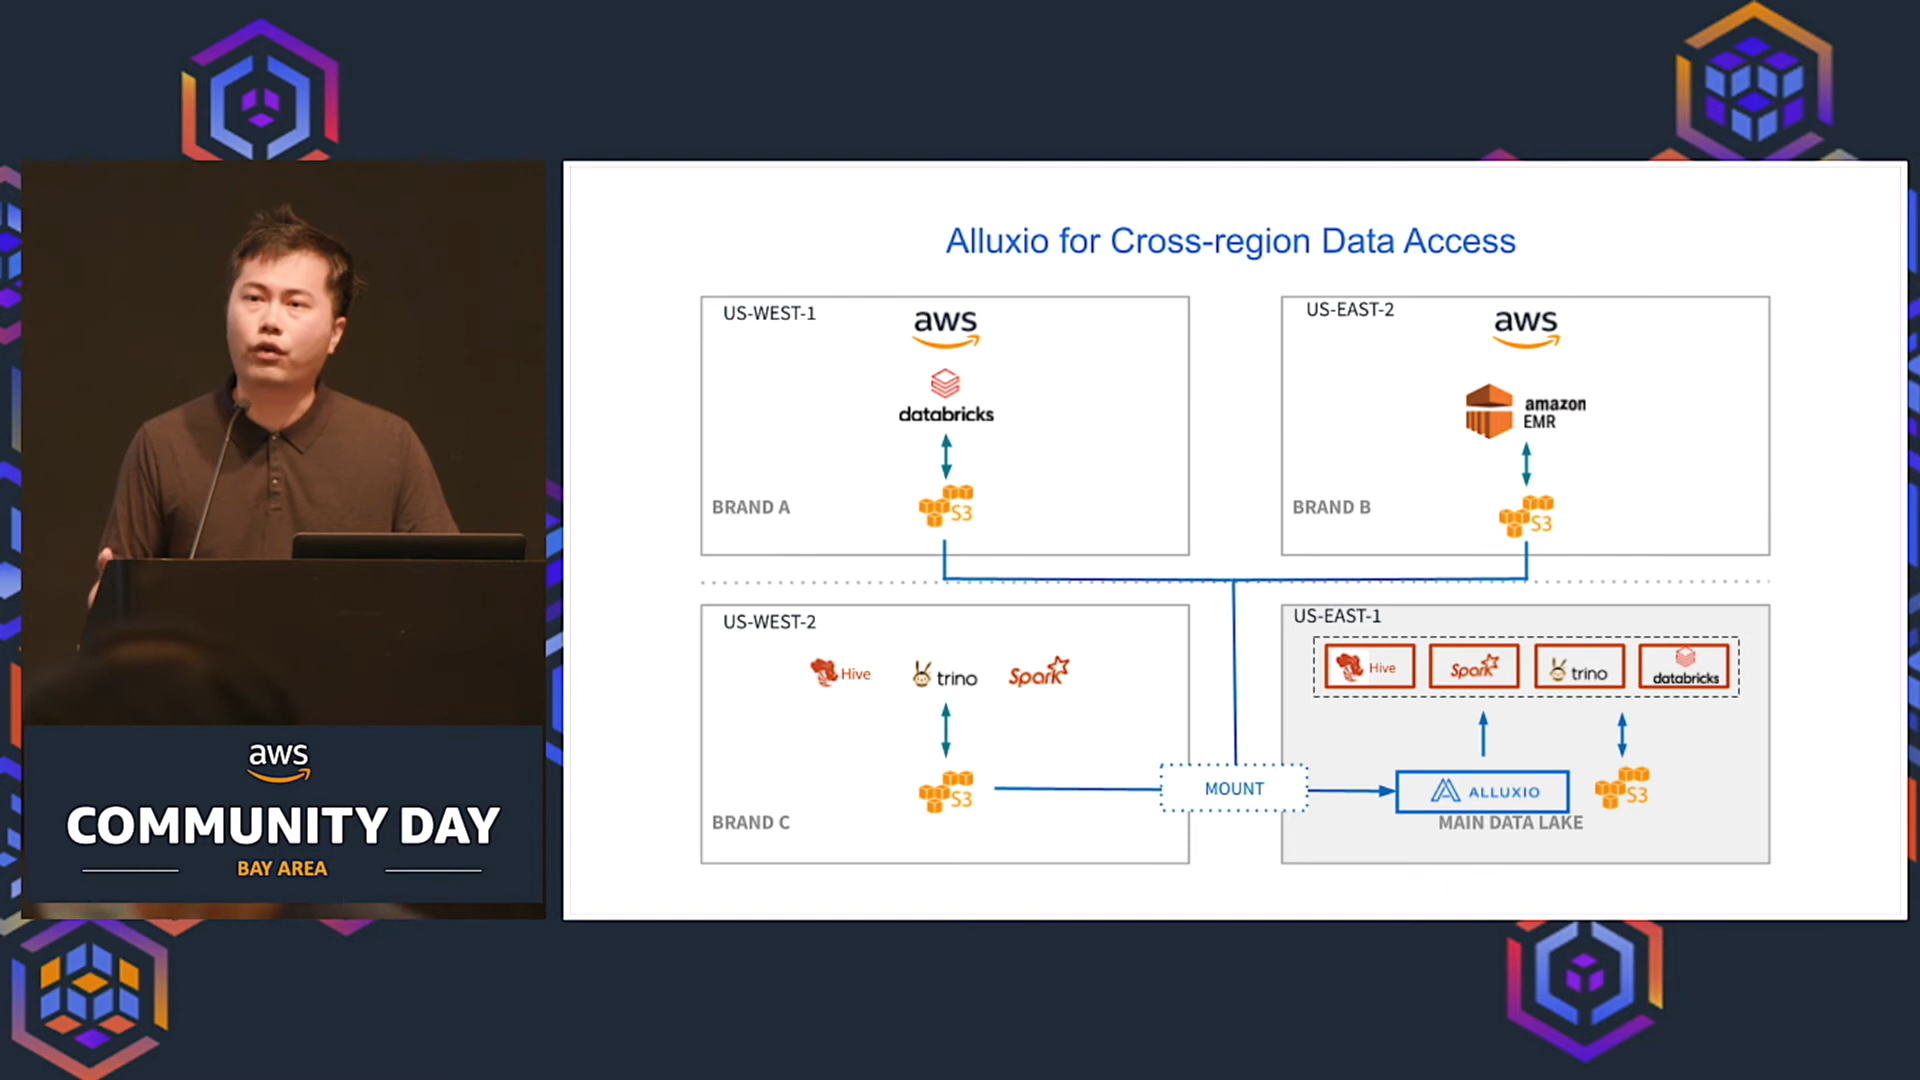 Alluxio for Cross-region Data Access
US-WEST-1
aws
databricks
BRAND A
S3
US-EAST-2
aws
amazon
EMR
BRAND B
S3
US-WEST-2
Hive
trino
Spark
S3
BRAND C
MOUNT
US-EAST-1
Hive
Spark
trino
databricks
ALLUXIO
S3
MAIN DATA LAKE
aws
COMMUNITY DAY
BAY AREA